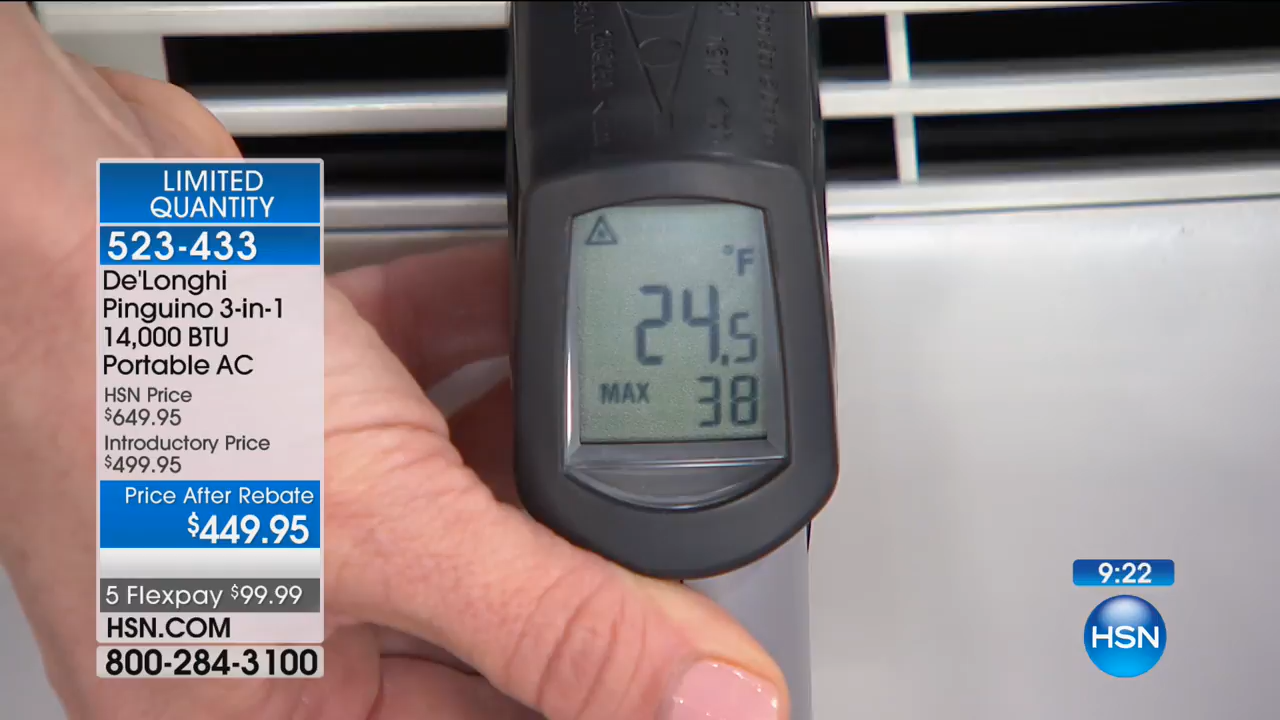 LIMITED
QUANTITY
523-433
De'Longhi
Pinguino 3-in-1
14,000 BTU
Portable AC
HSN Price
$649.95
Introductory Price
$499.95
Price After Rebate
$449.95
5 Flexpay $99.99
HSN.COM
800-284-3100
°F
24.5
MAX 38
9:22
HSN